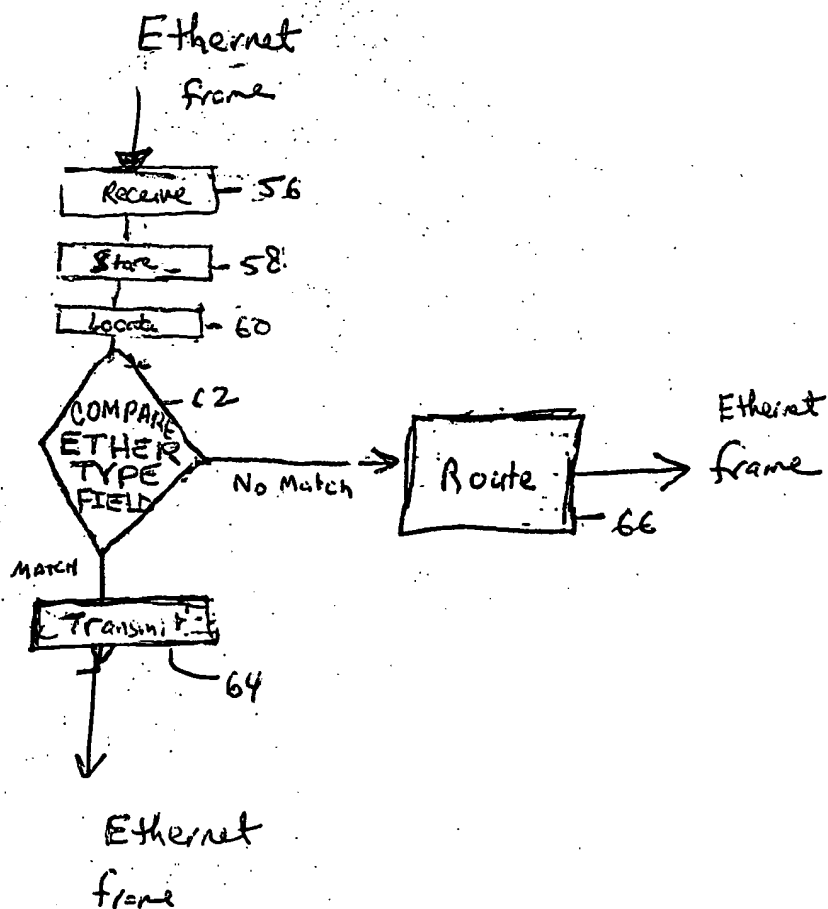 Ethernet
frame
Receive
56
Store
58
Locate
60
62
COMPARE
ETHER
TYPE
FIELD
No Match
Route
66
Ethernet
frame
MATCH
Transmit
64
Ethernet
frame